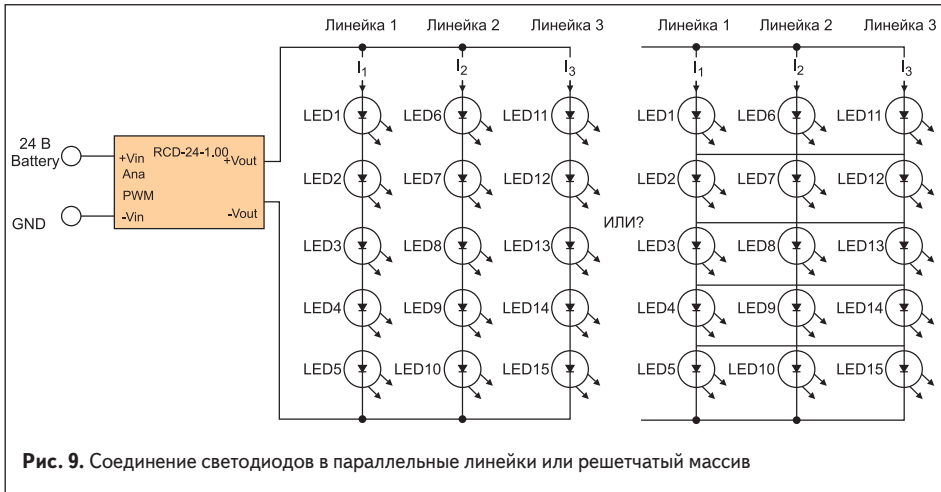 Линейка 1 Линейка 2 Линейка 3 Линейка 1 Линейка 2 Линейка 3
I1 I2 I3 I1 I2 I3
LED1 LED6 LED11 LED1 LED6 LED11
24 В
Battery
+Vin RCD-24-1.00 +Vout
Ana
PWM
-Vin -Vout
GND
LED2 LED7 LED12 LED2 LED7 LED12
ИЛИ?
LED3 LED8 LED13 LED3 LED8 LED13
LED4 LED9 LED14 LED4 LED9 LED14
LED5 LED10 LED15 LED5 LED10 LED15
Рис. 9. Соединение светодиодов в параллельные линейки или решетчатый массив